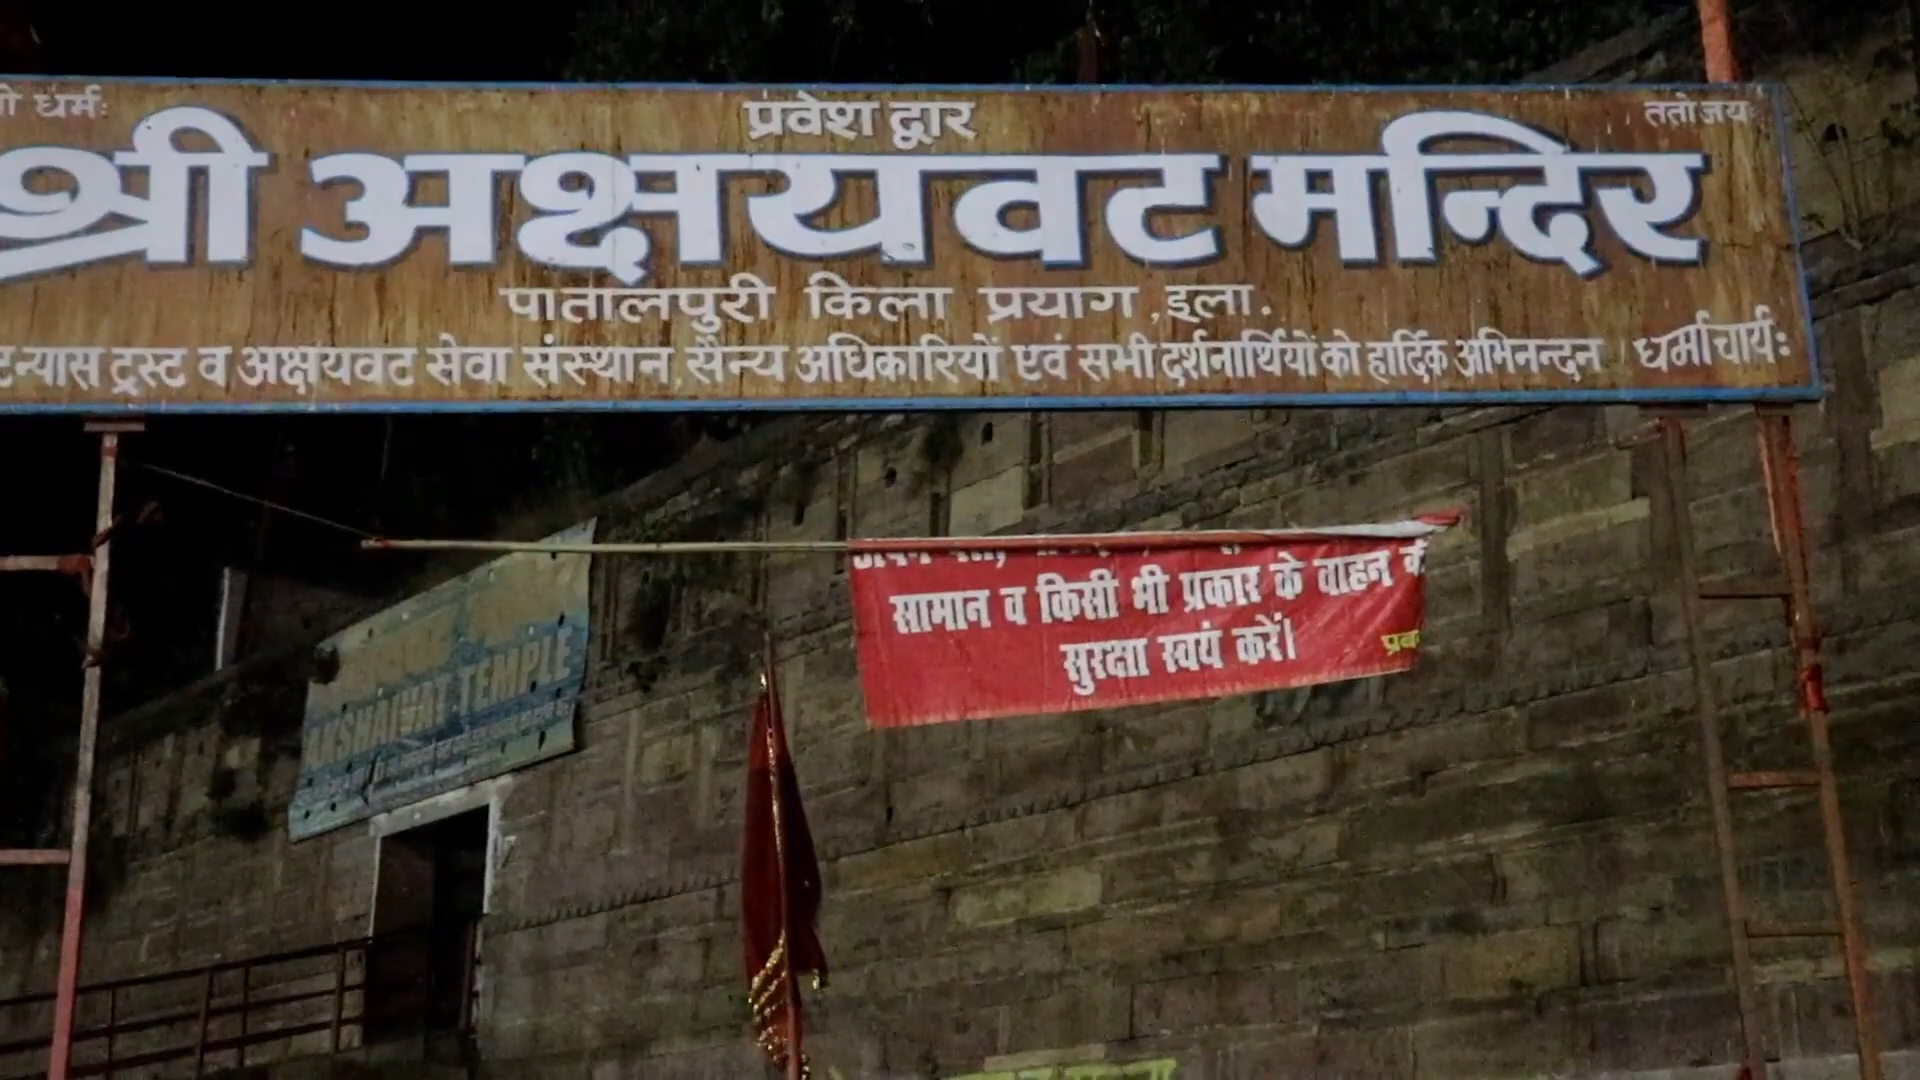 धर्मः
प्रवेश द्वार
ततो जयः
श्री अक्षयवट मन्दिर
पातालपुरी किला प्रयाग, इला.
न्यास ट्रस्ट व अक्षयवट सेवा संस्थान, सैन्य अधिकारियों एवं सभी दर्शनार्थियों को हार्दिक अभिनन्दन । धर्माचार्यः
सामान व किसी भी प्रकार के वाहन
सुरक्षा स्वयं करें।
TEMPLE